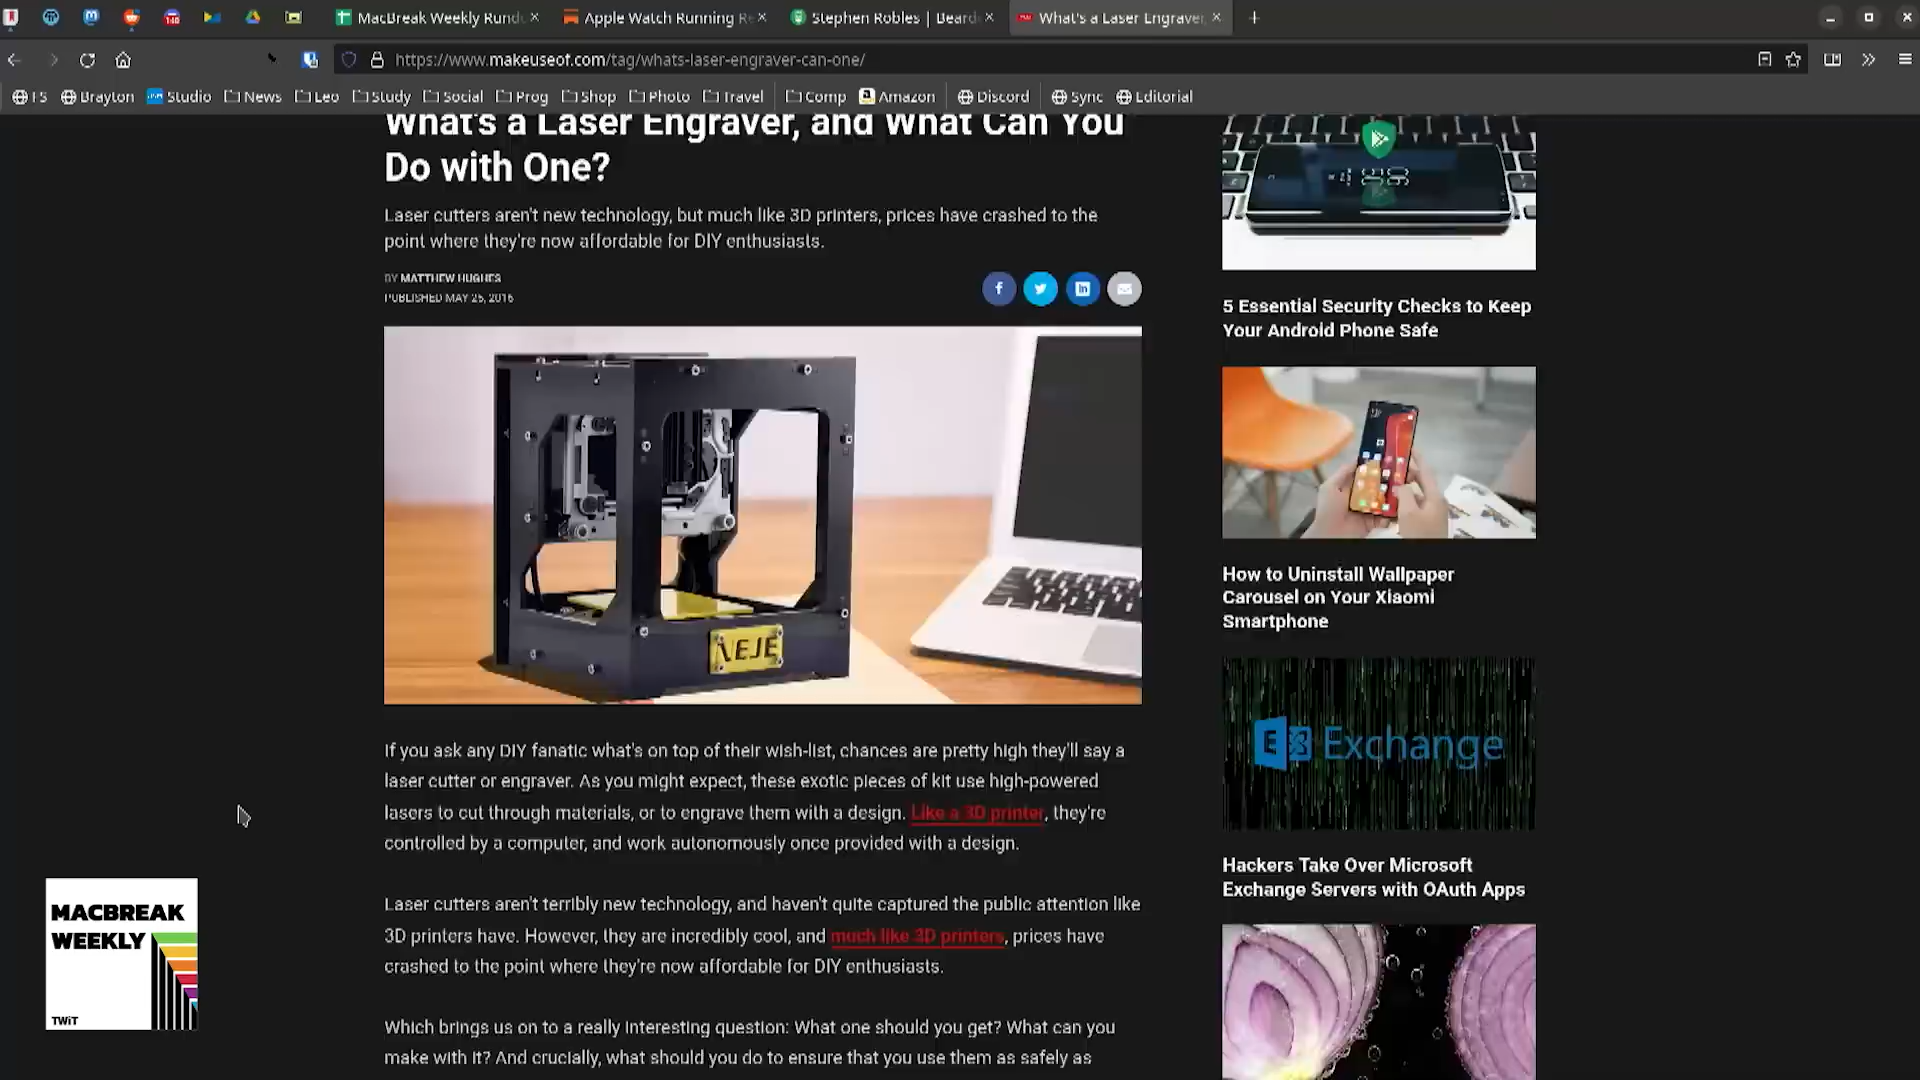 MacBreak Weekly Rund
Apple Watch Running Re
Stephen Robles | Beard
What's a Laser Engraver,
https://www.makeuseof.com/tag/whats-laser-engraver-can-one/
FS
Brayton
Studio
News
Leo
Study
Social
Prog
Shop
Photo
Travel
Comp
Amazon
Discord
Sync
Editorial
What's a Laser Engraver, and What Can You
Do with One?
Laser cutters aren't new technology, but much like 3D printers, prices have crashed to the
point where they're now affordable for DIY enthusiasts.
BY MATTHEW HUGHES
PUBLISHED MAY 25, 2016
NEJE
If you ask any DIY fanatic what's on top of their wish-list, chances are pretty high they'll say a
laser cutter or engraver. As you might expect, these exotic pieces of kit use high-powered
lasers to cut through materials, or to engrave them with a design. Like a 3D printer, they're
controlled by a computer, and work autonomously once provided with a design.
Laser cutters aren't terribly new technology, and haven't quite captured the public attention like
3D printers have. However, they are incredibly cool, and much like 3D printers, prices have
crashed to the point where they're now affordable for DIY enthusiasts.
Which brings us on to a really interesting question: What one should you get? What can you
make with it? And crucially, what should you do to ensure that you use them as safely as
5 Essential Security Checks to Keep
Your Android Phone Safe
How to Uninstall Wallpaper
Carousel on Your Xiaomi
Smartphone
Exchange
Hackers Take Over Microsoft
Exchange Servers with OAuth Apps
MACBREAK
WEEKLY
TWiT